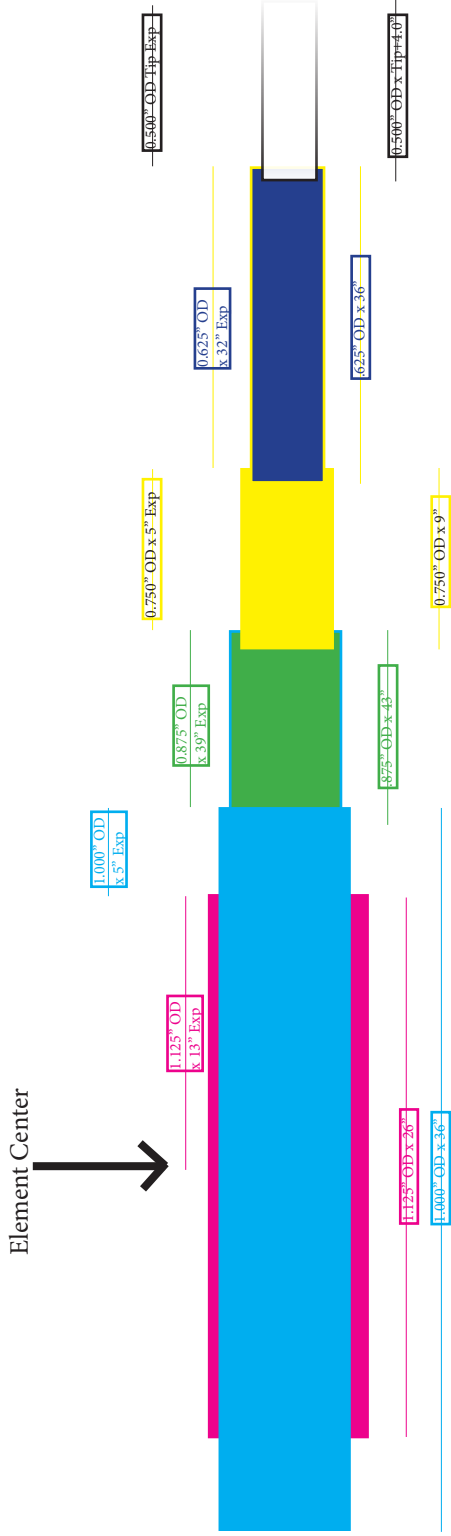 Element Center
1.000” OD
x 5” Exp
0.500” OD Tip Exp
0.750” OD x 5” Exp
1.125” OD
x 13” Exp
0.875” OD
x 39” Exp
0.625” OD
x 32” Exp
.625” OD x 36”
.875” OD x 43”
0.500” OD x Tip+4.0”
1.125” OD x 26”
0.750” OD x 9”
1.000” OD x 36”